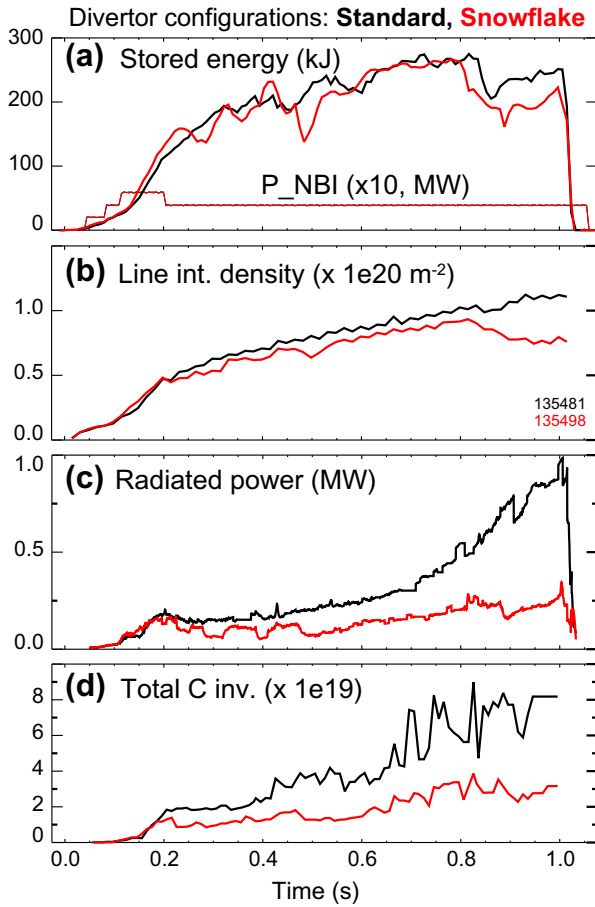 Divertor configurations: Standard, Snowflake
300
(a) Stored energy (kJ)
200
P_NBI (x10, MW)
100
0
(b) Line int. density (x 1e20 m⁻²)
1.0
0.5
135481
135498
0.0
1.0
(c) Radiated power (MW)
0.5
0.0
(d) Total C inv. (x 1e19)
8
6
4
2
0
0.0 0.2 0.4 0.6 0.8 1.0
Time (s)